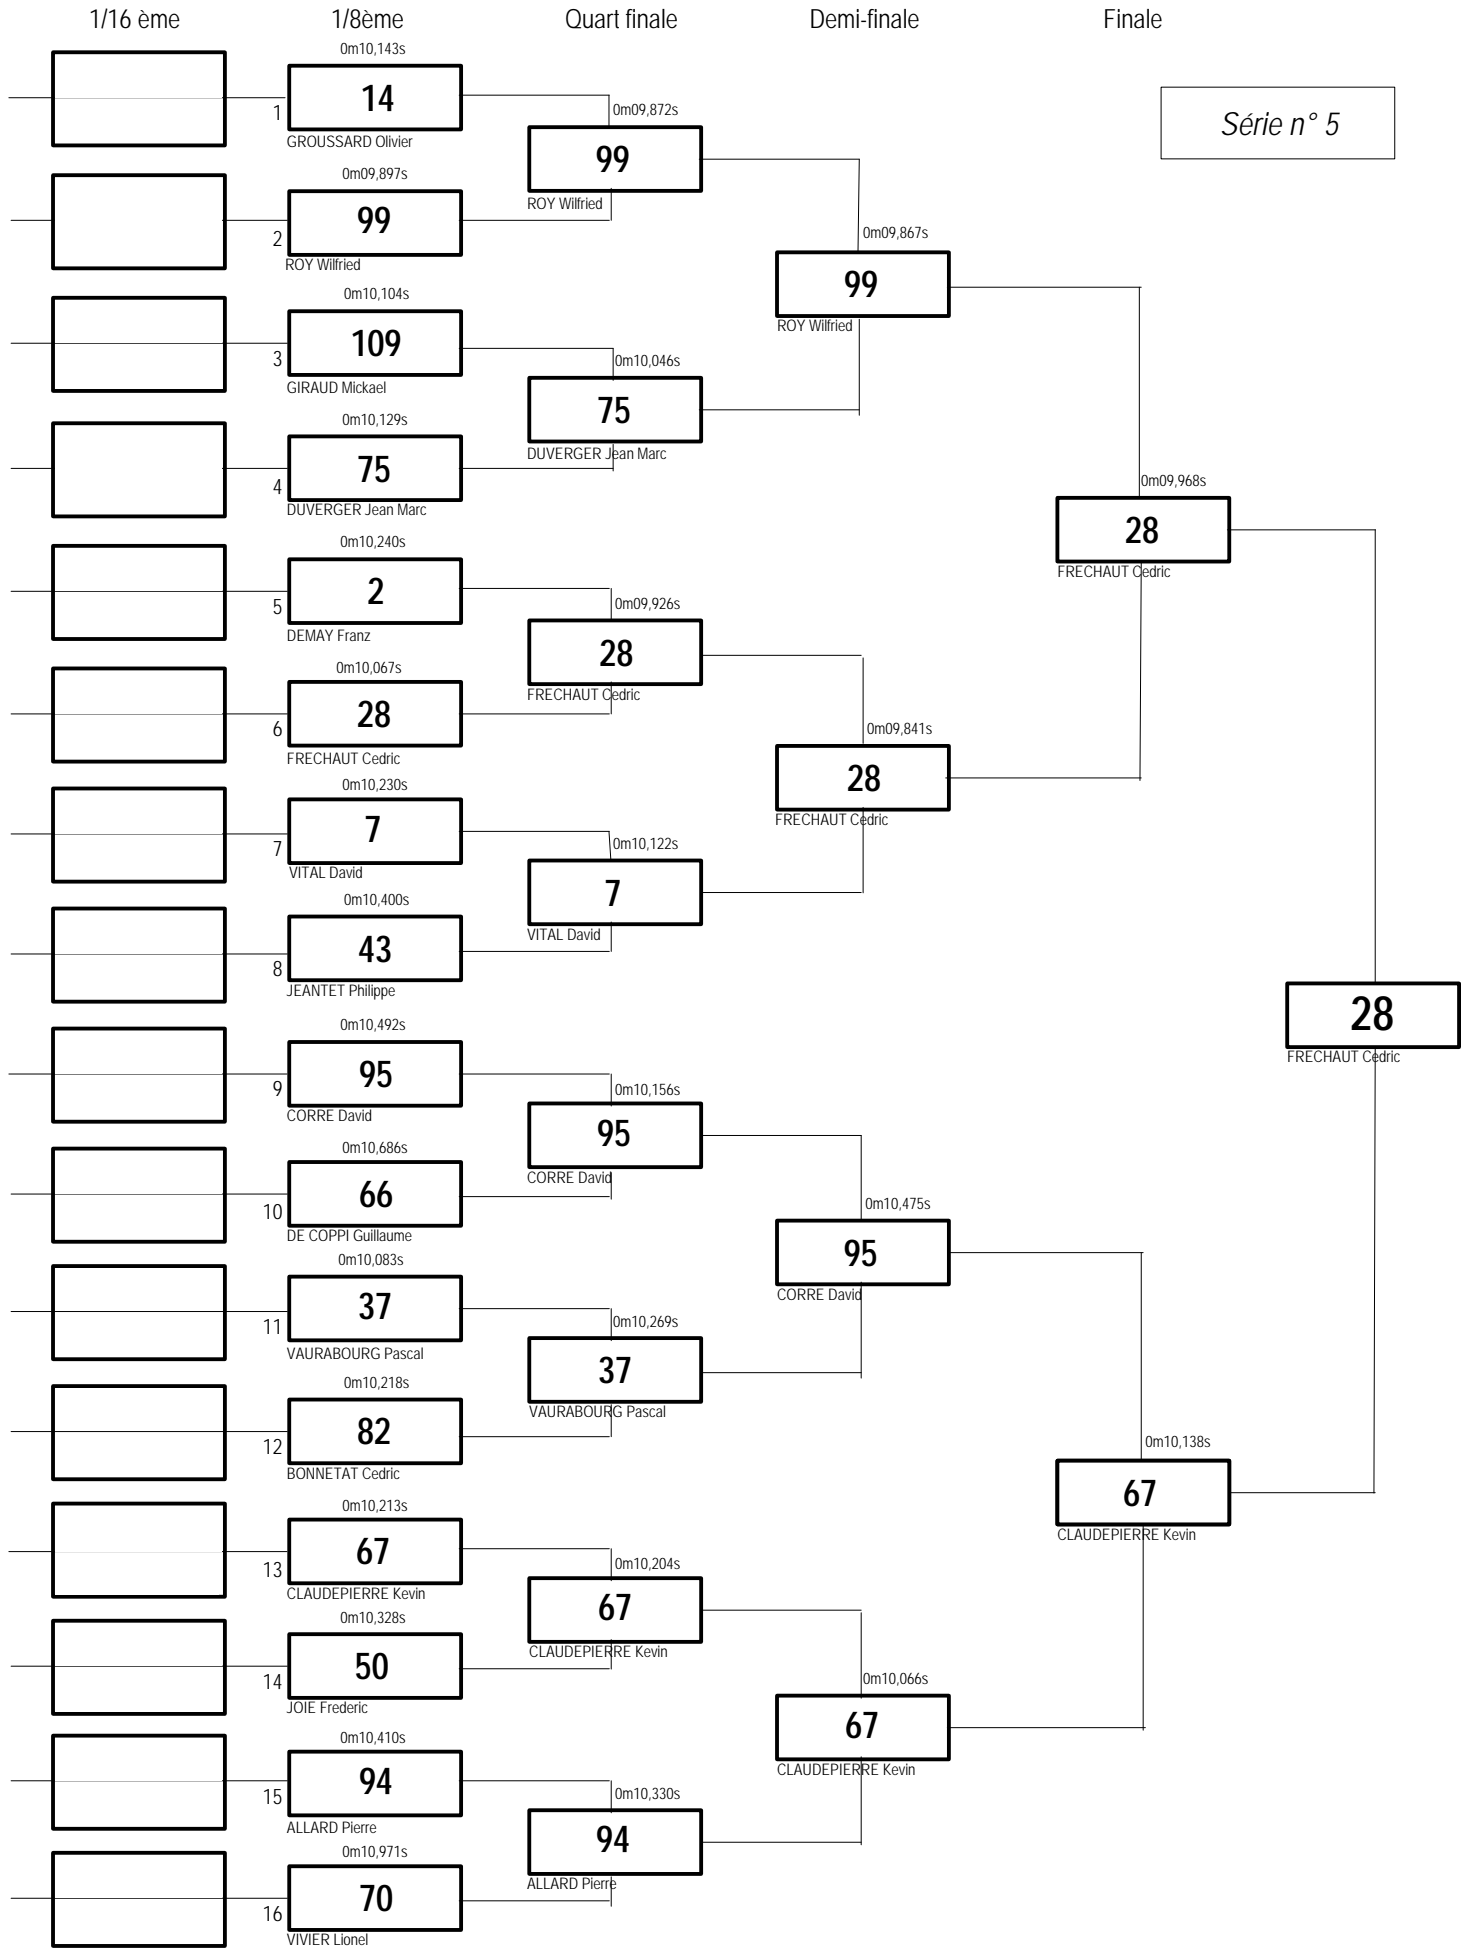 1/16 ème
1/8ème
Quart finale
Demi-finale
Finale
Série n° 5
0m10,143s
14
1
GROUSSARD Olivier
0m09,897s
99
2
ROY Wilfried
0m10,104s
109
3
GIRAUD Mickael
0m10,129s
75
4
DUVERGER Jean Marc
0m10,240s
2
5
DEMAY Franz
0m10,067s
28
6
FRECHAUT Cedric
0m10,230s
7
7
VITAL David
0m10,400s
43
8
JEANTET Philippe
0m10,492s
95
9
CORRE David
0m10,686s
66
10
DE COPPI Guillaume
0m10,083s
37
11
VAURABOURG Pascal
0m10,218s
82
12
BONNETAT Cedric
0m10,213s
67
13
CLAUDEPIERRE Kevin
0m10,328s
50
14
JOIE Frederic
0m10,410s
94
15
ALLARD Pierre
0m10,971s
70
16
VIVIER Lionel
0m09,872s
99
ROY Wilfried
0m10,046s
75
DUVERGER Jean Marc
0m09,926s
28
FRECHAUT Cedric
0m10,122s
7
VITAL David
0m10,156s
95
CORRE David
0m10,269s
37
VAURABOURG Pascal
0m10,204s
67
CLAUDEPIERRE Kevin
0m10,330s
94
ALLARD Pierre
0m09,867s
99
ROY Wilfried
0m09,841s
28
FRECHAUT Cedric
0m10,475s
95
CORRE David
0m10,066s
67
CLAUDEPIERRE Kevin
0m09,968s
28
FRECHAUT Cedric
0m10,138s
67
CLAUDEPIERRE Kevin
28
FRECHAUT Cedric